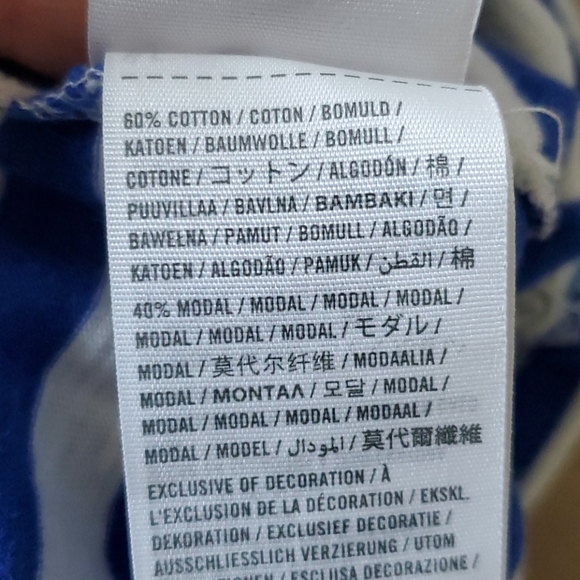 60% COTTON / COTON / BOMULD /
KATOEN / BAUMWOLLE / BOMULL /
COTONE / コットン / ALGODÓN / 棉 /
PUUVILLAA / BAVLNA / BAMBAKI / 면 /
BAWEŁNA / PAMUT / BOMULL / ALGODÃO /
KATOEN / ALGODÃO / PAMUK / القطن / 棉
40% MODAL / MODAL / MODAL / MODAL /
MODAL / MODAL / MODAL / モダル /
MODAL / 莫代尔纤维 / MODAALIA /
MODAL / ΜΟΝΤΑΛ / 모달 / MODAL /
MODAL / MODAL / MODAL / MODAAL /
MODAL / MODEL / المودال / 莫代爾纖維
EXCLUSIVE OF DECORATION / À
L'EXCLUSION DE LA DÉCORATION / EKSKL.
DEKORATION / EXCLUSIEF DECORATIE /
AUSSCHLIESSLICH VERZIERUNG / UTOM
/ ESCLUSA DECORAZIONE /